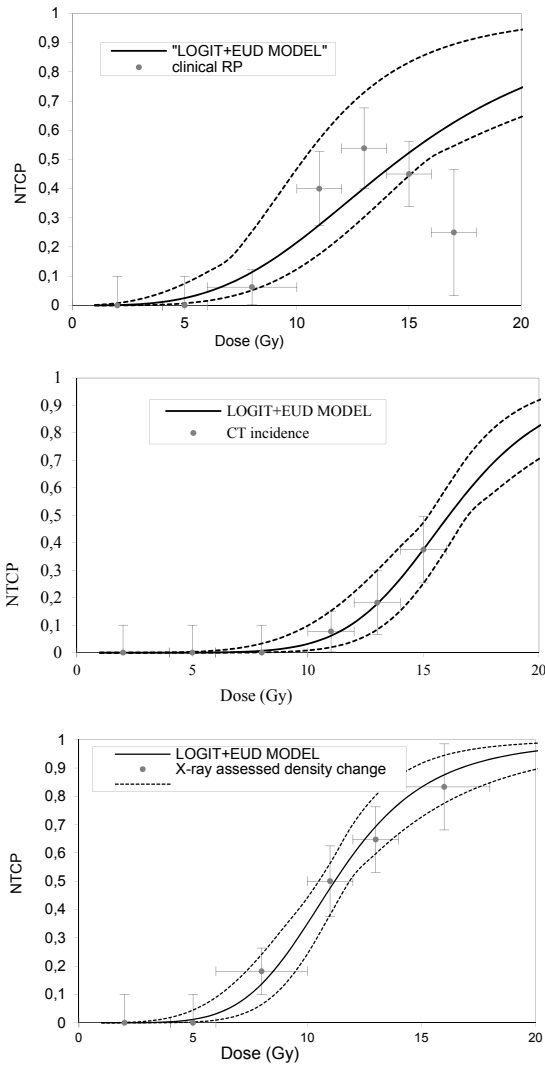 1
0,9
0,8
0,7
0,6
0,5
0,4
0,3
0,2
0,1
0
NTCP
"LOGIT+EUD MODEL"
clinical RP
0 5 10 15 20
Dose (Gy)
1
0,9
0,8
0,7
0,6
0,5
0,4
0,3
0,2
0,1
0
NTCP
LOGIT+EUD MODEL
CT incidence
0 5 10 15 20
Dose (Gy)
1
0,9
0,8
0,7
0,6
0,5
0,4
0,3
0,2
0,1
0
NTCP
LOGIT+EUD MODEL
X-ray assessed density change
0 5 10 15 20
Dose (Gy)